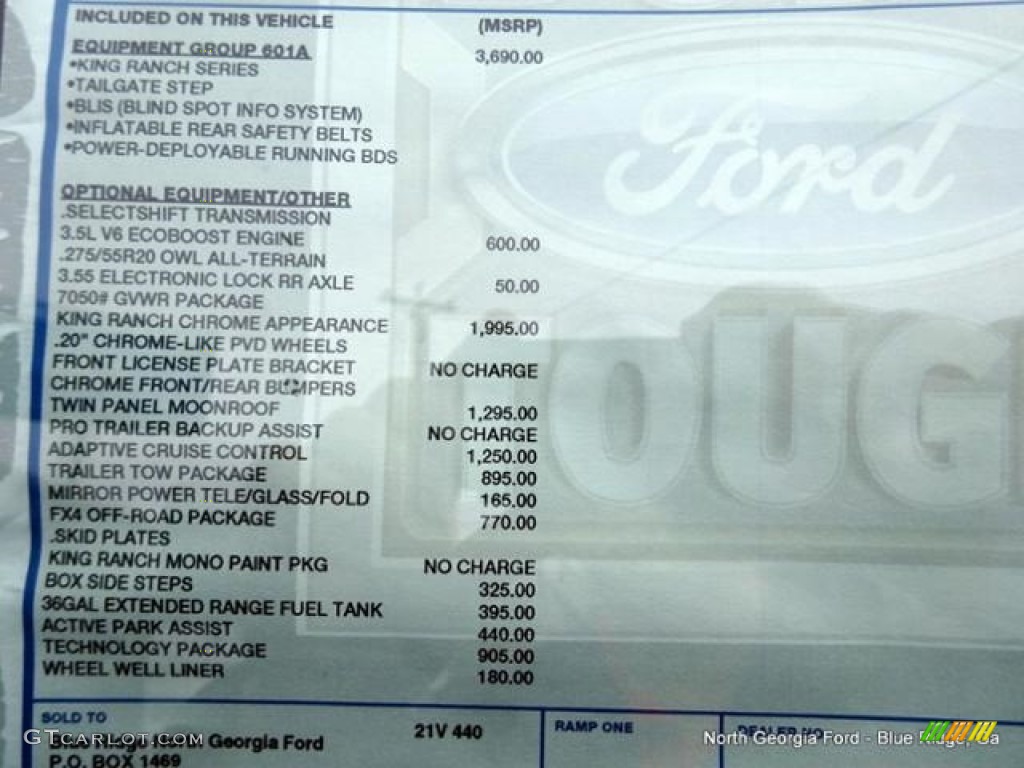 INCLUDED ON THIS VEHICLE (MSRP)
EQUIPMENT GROUP 601A 3,690.00
•KING RANCH SERIES
•TAILGATE STEP
•BLIS (BLIND SPOT INFO SYSTEM)
•INFLATABLE REAR SAFETY BELTS
•POWER-DEPLOYABLE RUNNING BDS
Ford
OPTIONAL EQUIPMENT/OTHER
.SELECTSHIFT TRANSMISSION
3.5L V6 ECOBOOST ENGINE 600.00
.275/55R20 OWL ALL-TERRAIN
3.55 ELECTRONIC LOCK RR AXLE 50.00
7050# GVWR PACKAGE
KING RANCH CHROME APPEARANCE 1,995.00
.20" CHROME-LIKE PVD WHEELS
FRONT LICENSE PLATE BRACKET NO CHARGE
CHROME FRONT/REAR BUMPERS
TWIN PANEL MOONROOF 1,295.00
PRO TRAILER BACKUP ASSIST NO CHARGE
ADAPTIVE CRUISE CONTROL 1,250.00
TRAILER TOW PACKAGE 895.00
MIRROR POWER TELE/GLASS/FOLD 165.00
FX4 OFF-ROAD PACKAGE 770.00
.SKID PLATES
KING RANCH MONO PAINT PKG NO CHARGE
BOX SIDE STEPS 325.00
36GAL EXTENDED RANGE FUEL TANK 395.00
ACTIVE PARK ASSIST 440.00
TECHNOLOGY PACKAGE 905.00
WHEEL WELL LINER 180.00
TOUG
SOLD TO
Georgia Ford 21V 440
P.O. BOX 1469
RAMP ONE
DEALER NO
GTCarLot.com
North Georgia Ford - Blue Ridge, Ga